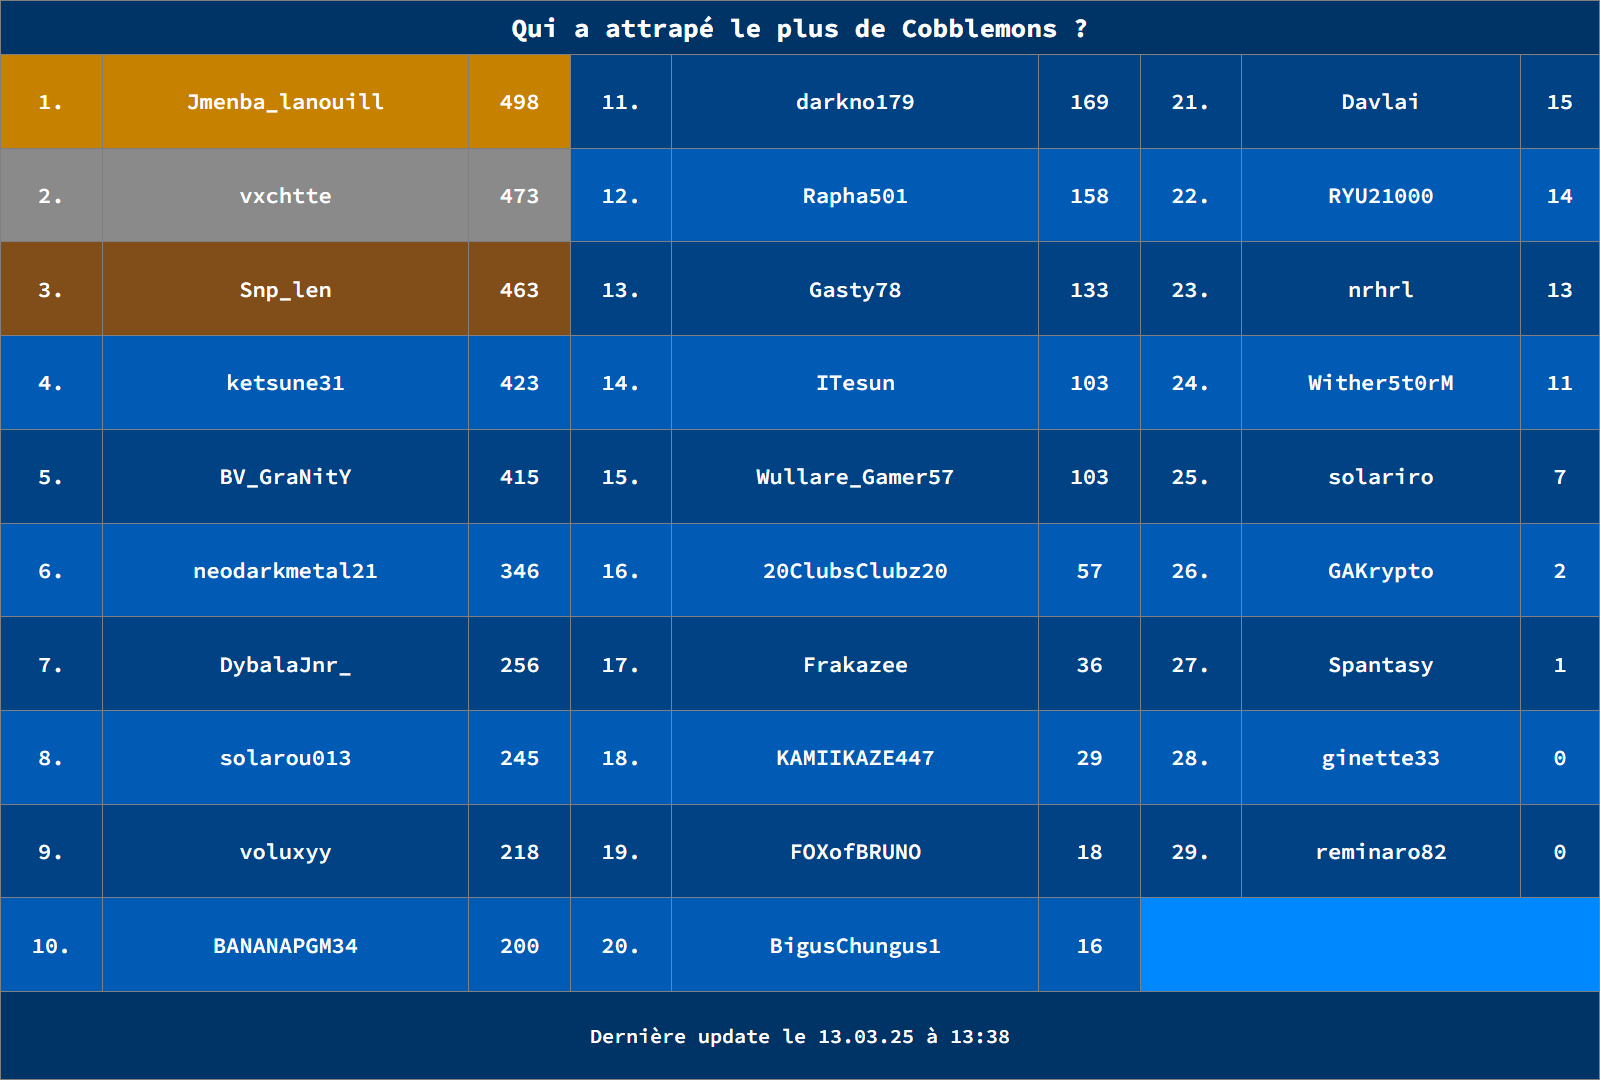 Qui a attrapé le plus de Cobblemons ?
1. Jmenba_lanouill 498
2. vxchtte 473
3. Snp_len 463
4. ketsune31 423
5. BV_GraNitY 415
6. neodarkmetal21 346
7. DybalaJnr_ 256
8. solarou013 245
9. voluxyy 218
10. BANANAPGM34 200
11. darkno179 169
12. Rapha501 158
13. Gasty78 133
14. ITesun 103
15. Wullare_Gamer57 103
16. 20ClubsClubz20 57
17. Frakazee 36
18. KAMIIKAZE447 29
19. FOXofBRUNO 18
20. BigusChungus1 16
21. Davlai 15
22. RYU21000 14
23. nrhrl 13
24. Wither5t0rM 11
25. solariro 7
26. GAKrypto 2
27. Spantasy 1
28. ginette33 0
29. reminaro82 0
Dernière update le 13.03.25 à 13:38